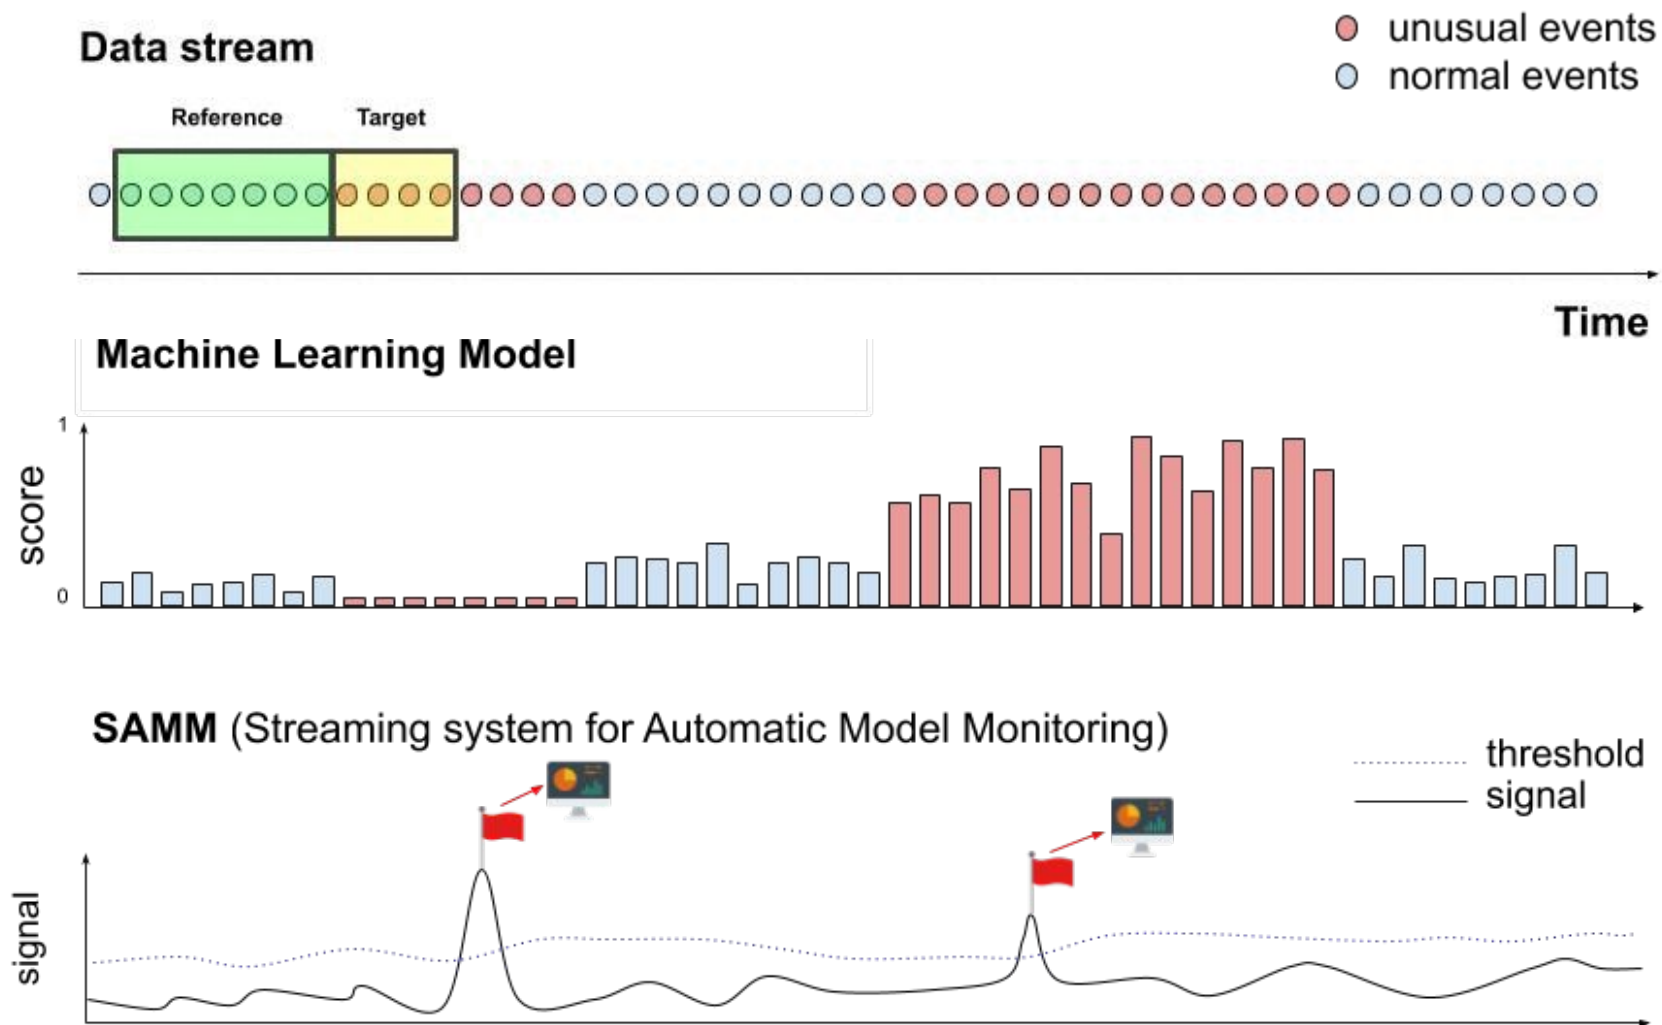 Data stream
unusual events
normal events
Reference
Target
Time
Machine Learning Model
1
score
0
SAMM (Streaming system for Automatic Model Monitoring)
threshold
signal
signal